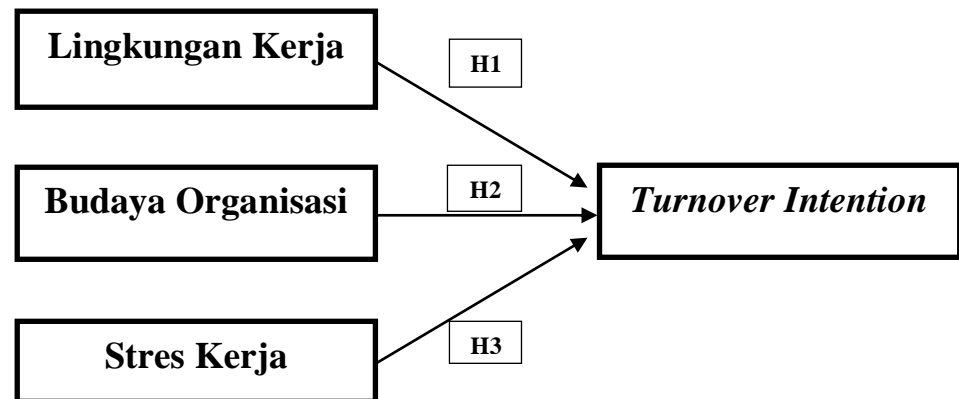 Lingkungan Kerja
H1
Budaya Organisasi
H2
Turnover Intention
Stres Kerja
H3